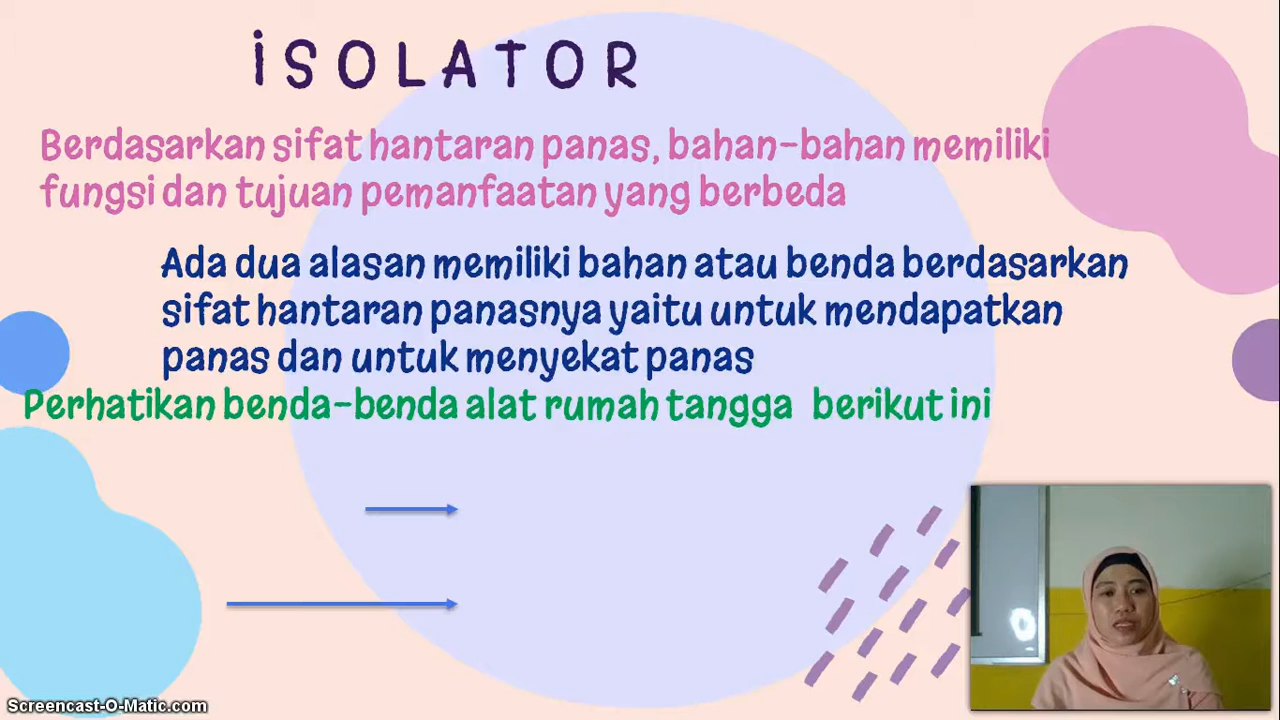 ISOLATOR
Berdasarkan sifat hantaran panas, bahan-bahan memiliki
fungsi dan tujuan pemanfaatan yang berbeda
Ada dua alasan memiliki bahan atau benda berdasarkan
sifat hantaran panasnya yaitu untuk mendapatkan
panas dan untuk menyekat panas
Perhatikan benda-benda alat rumah tangga berikut ini
Screencast-O-Matic.com